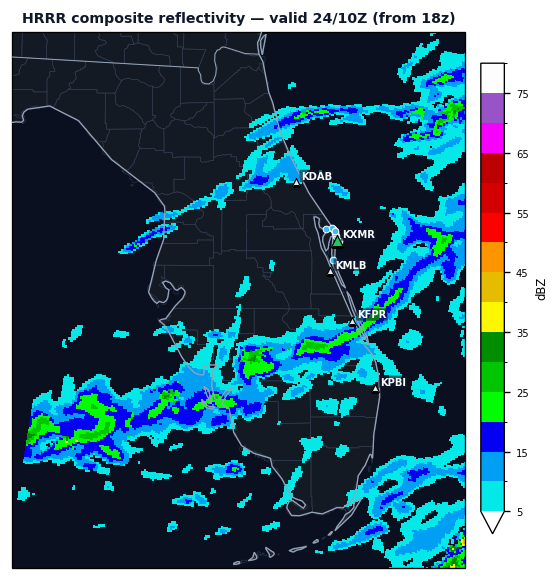 HRRR composite reflectivity — valid 24/10Z (from 18z)
KDAB
KXMR
KMLB
KFPR
KPBI
75
65
55
45
35
25
15
5
dBZ